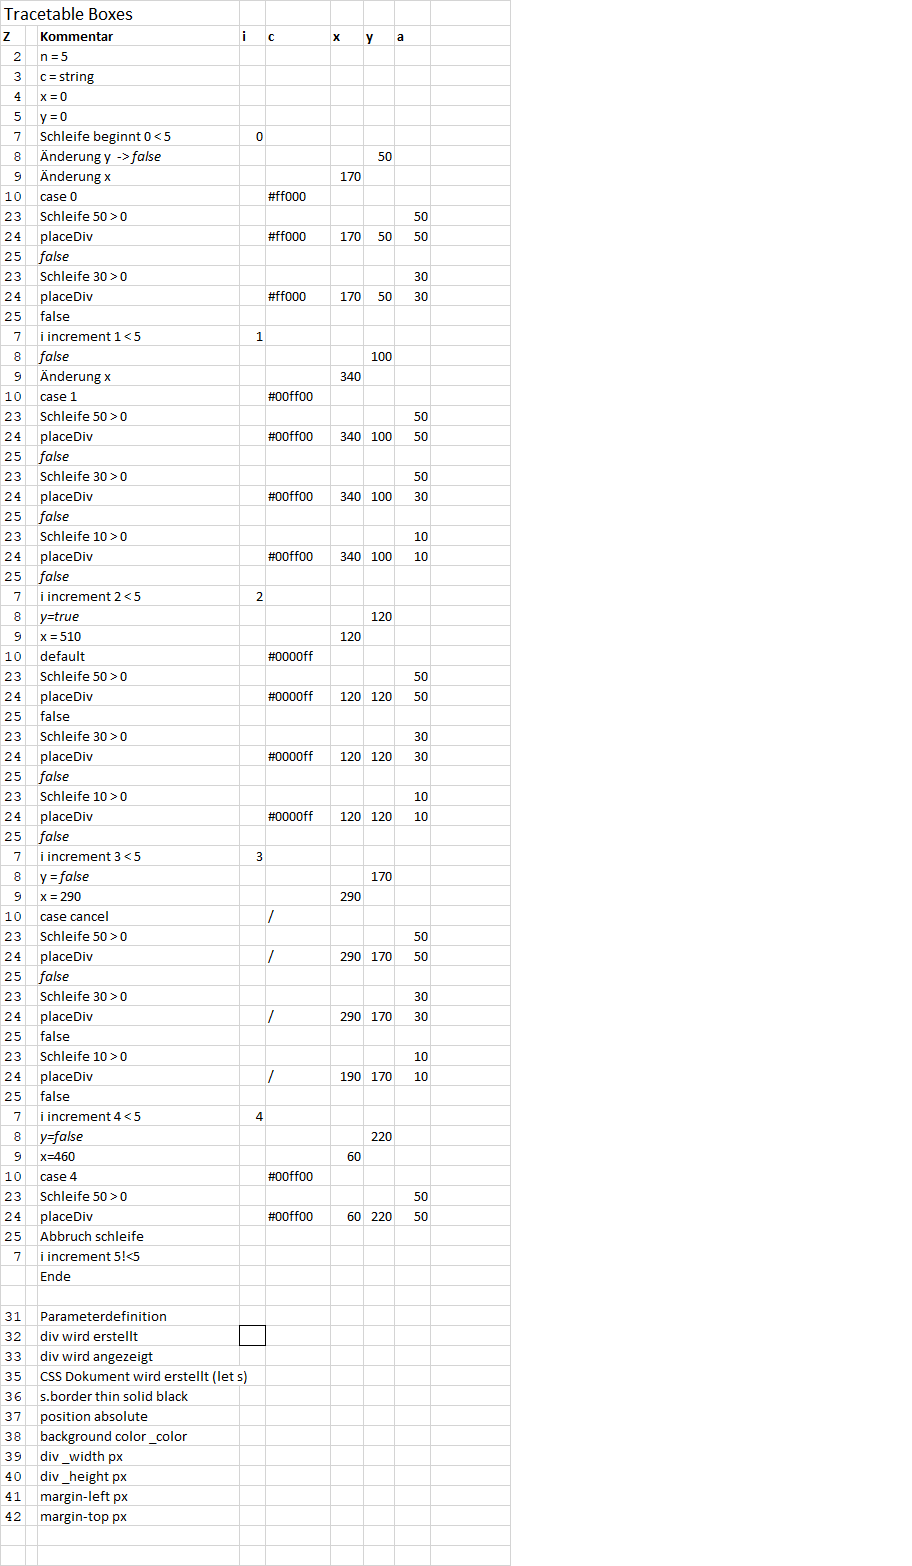 Tracetable Boxes
Z Kommentar i c x y a
2 n = 5
3 c = string
4 x = 0
5 y = 0
7 Schleife beginnt 0 < 5 0
8 Änderung y -> false 50
9 Änderung x 170
10 case 0 #ff000
23 Schleife 50 > 0 50
24 placeDiv #ff000 170 50 50
25 false
23 Schleife 30 > 0 30
24 placeDiv #ff000 170 50 30
25 false
7 i increment 1 < 5 1
8 false 100
9 Änderung x 340
10 case 1 #00ff00
23 Schleife 50 > 0 50
24 placeDiv #00ff00 340 100 50
25 false
23 Schleife 30 > 0 50
24 placeDiv #00ff00 340 100 30
25 false
23 Schleife 10 > 0 10
24 placeDiv #00ff00 340 100 10
25 false
7 i increment 2 < 5 2
8 y=true 120
9 x = 510 120
10 default #0000ff
23 Schleife 50 > 0 50
24 placeDiv #0000ff 120 120 50
25 false
23 Schleife 30 > 0 30
24 placeDiv #0000ff 120 120 30
25 false
23 Schleife 10 > 0 10
24 placeDiv #0000ff 120 120 10
25 false
7 i increment 3 < 5 3
8 y = false 170
9 x = 290 290
10 case cancel /
23 Schleife 50 > 0 50
24 placeDiv / 290 170 50
25 false
23 Schleife 30 > 0 30
24 placeDiv / 290 170 30
25 false
23 Schleife 10 > 0 10
24 placeDiv / 190 170 10
25 false
7 i increment 4 < 5 4
8 y=false 220
9 x=460 60
10 case 4 #00ff00
23 Schleife 50 > 0 50
24 placeDiv #00ff00 60 220 50
25 Abbruch schleife
7 i increment 5!<5
Ende
31 Parameterdefinition
32 div wird erstellt
33 div wird angezeigt
35 CSS Dokument wird erstellt (let s)
36 s.border thin solid black
37 position absolute
38 background color _color
39 div _width px
40 div _height px
41 margin-left px
42 margin-top px